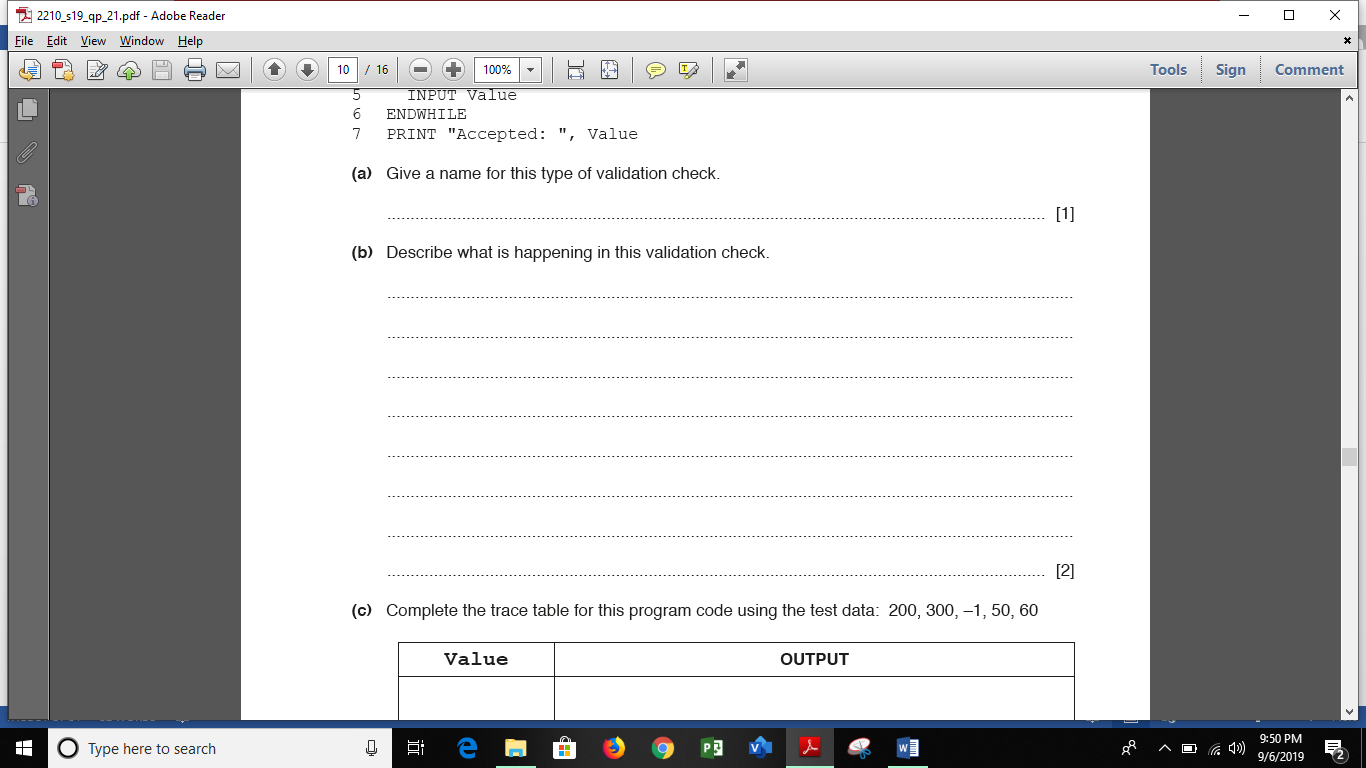 2210_s19_qp_21.pdf - Adobe Reader
File Edit View Window Help
10 / 16 100% Tools Sign Comment
5 INPUT Value
6 ENDWHILE
7 PRINT "Accepted: ", Value
(a) Give a name for this type of validation check.
[1]
(b) Describe what is happening in this validation check.
[2]
(c) Complete the trace table for this program code using the test data: 200, 300, –1, 50, 60
Value OUTPUT
Type here to search
9:50 PM
9/6/2019
2